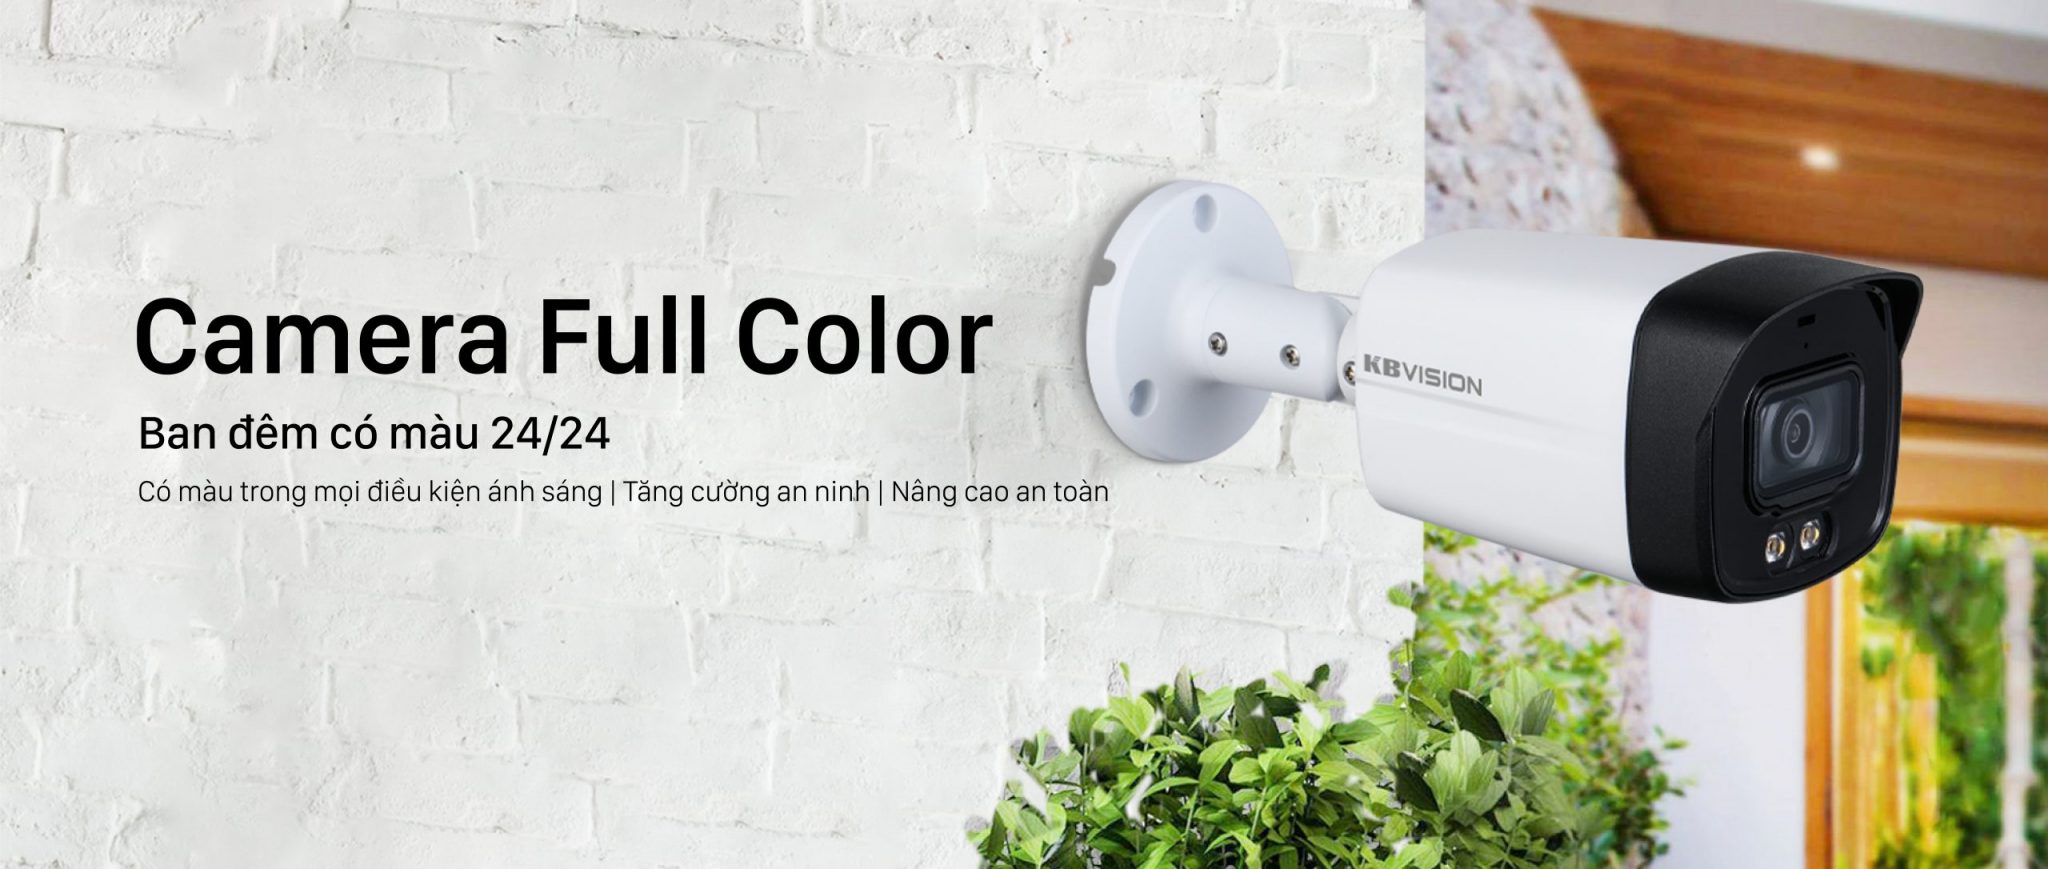 Camera Full Color
Ban đêm có màu 24/24
Có màu trong mọi điều kiện ánh sáng | Tăng cường an ninh | Nâng cao an toàn
KBVISION